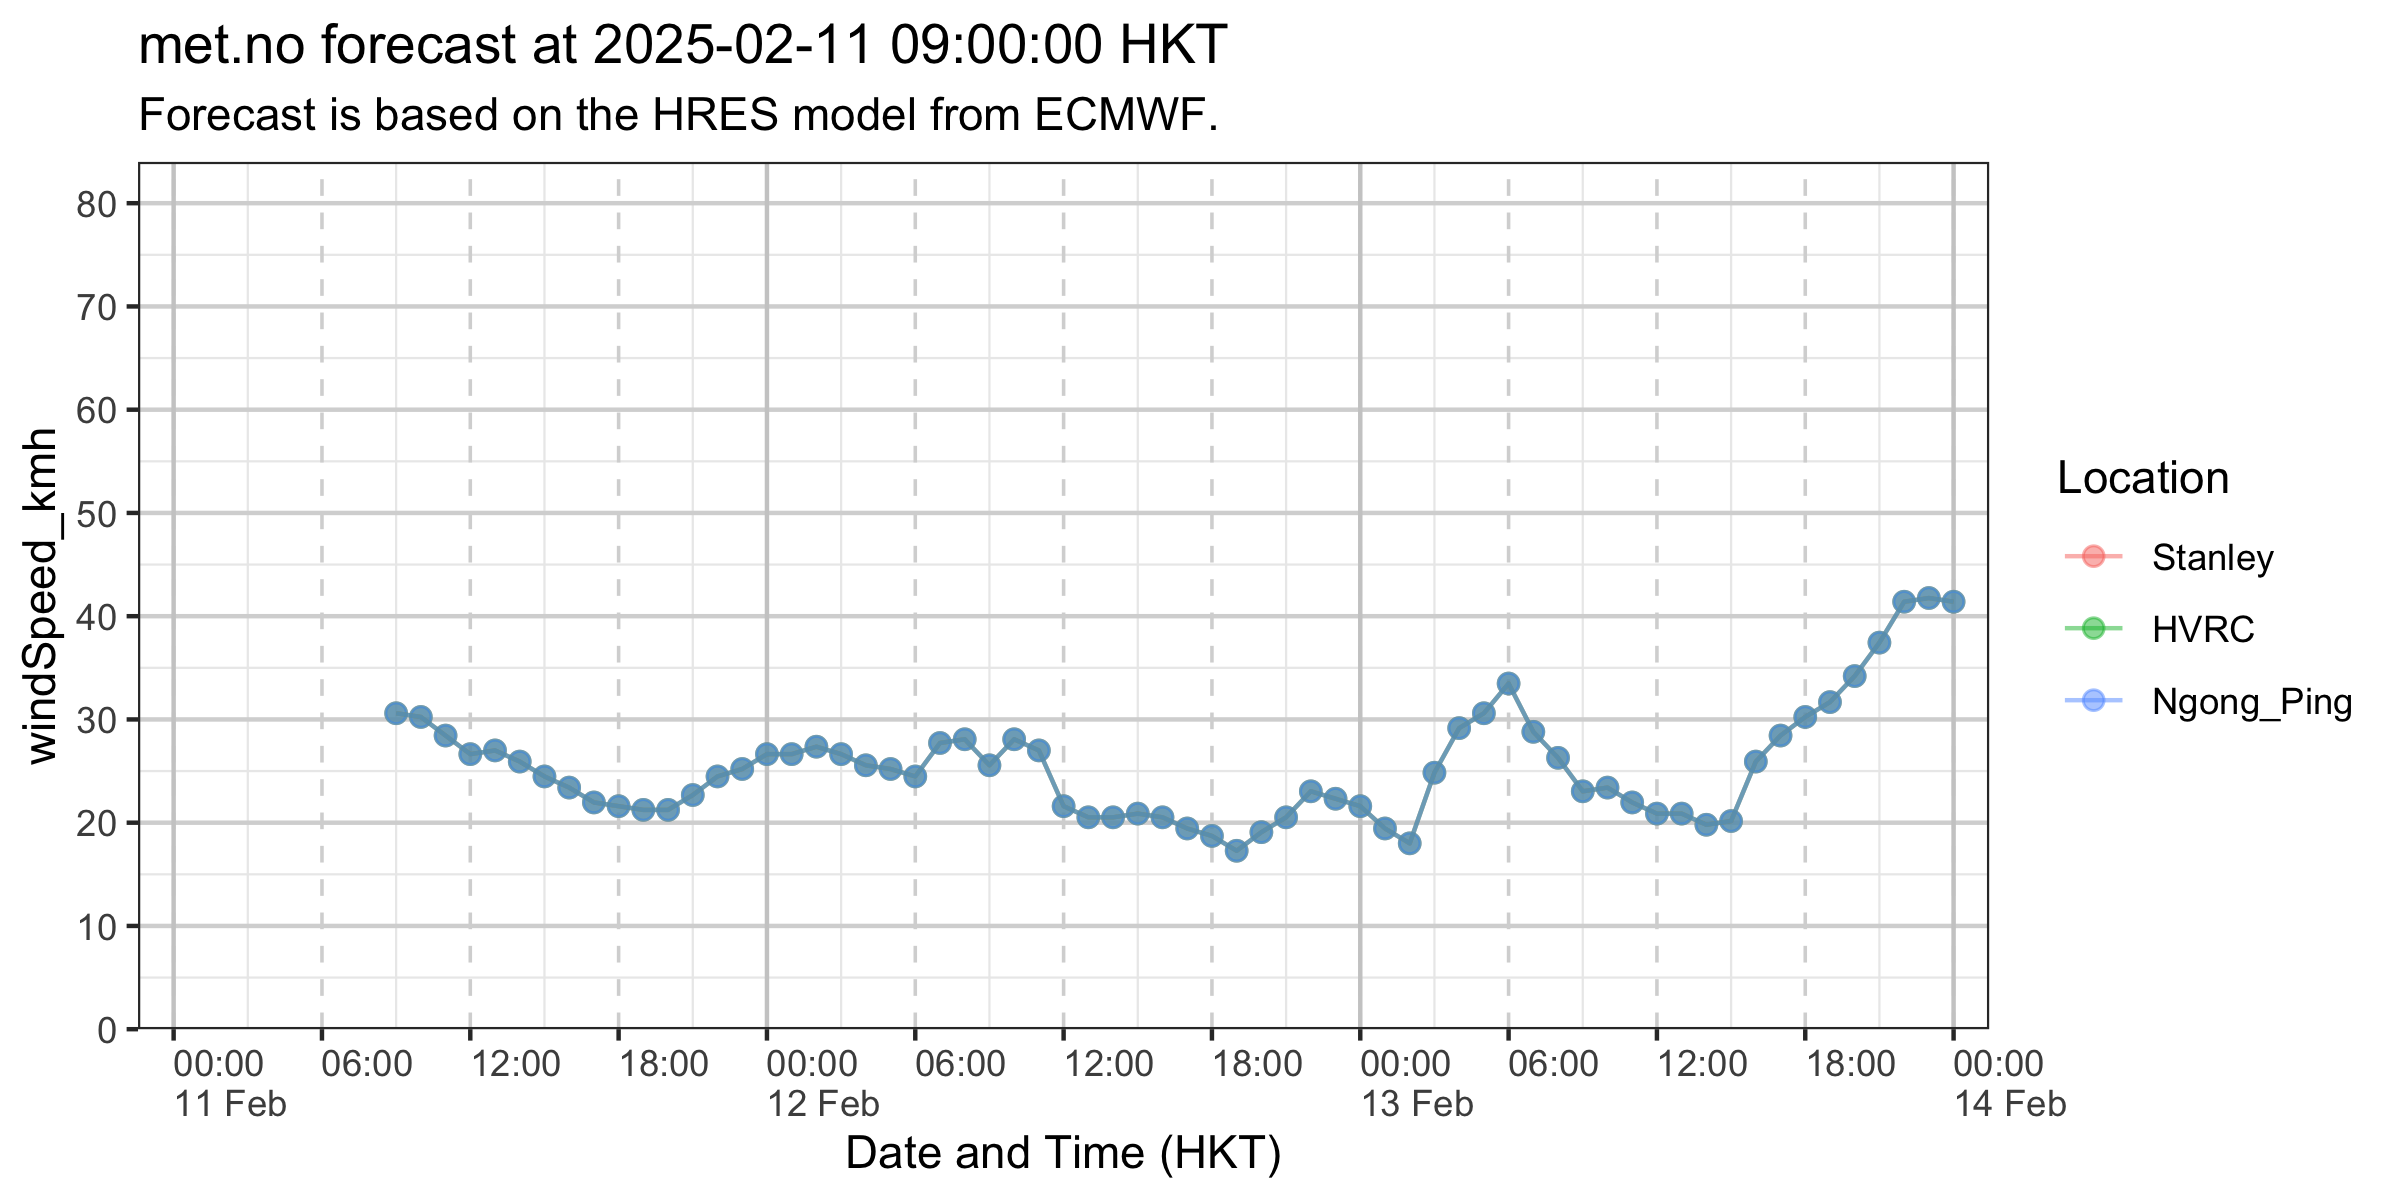 met.no forecast at 2025-02-11 09:00:00 HKT
Forecast is based on the HRES model from ECMWF.
windSpeed_kmh
80
70
60
50
40
30
20
10
0
00:00 06:00 12:00 18:00 00:00 06:00 12:00 18:00 00:00 06:00 12:00 18:00 00:00
11 Feb 12 Feb 13 Feb 14 Feb
Date and Time (HKT)
Location
Stanley
HVRC
Ngong_Ping